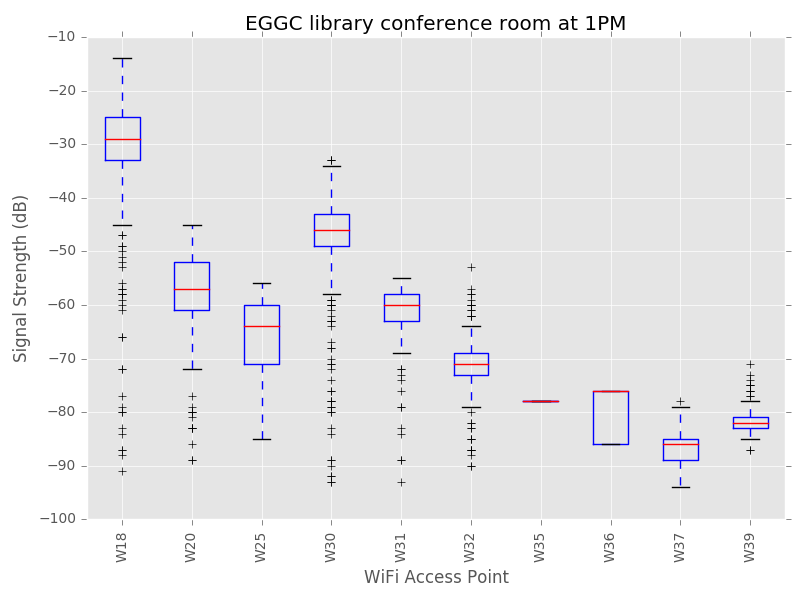 EGGC library conference room at 1PM
−10
−20
−30
−40
−50
−60
−70
−80
−90
−100
Signal Strength (dB)
W18 W20 W25 W30 W31 W32 W35 W36 W37 W39
WiFi Access Point